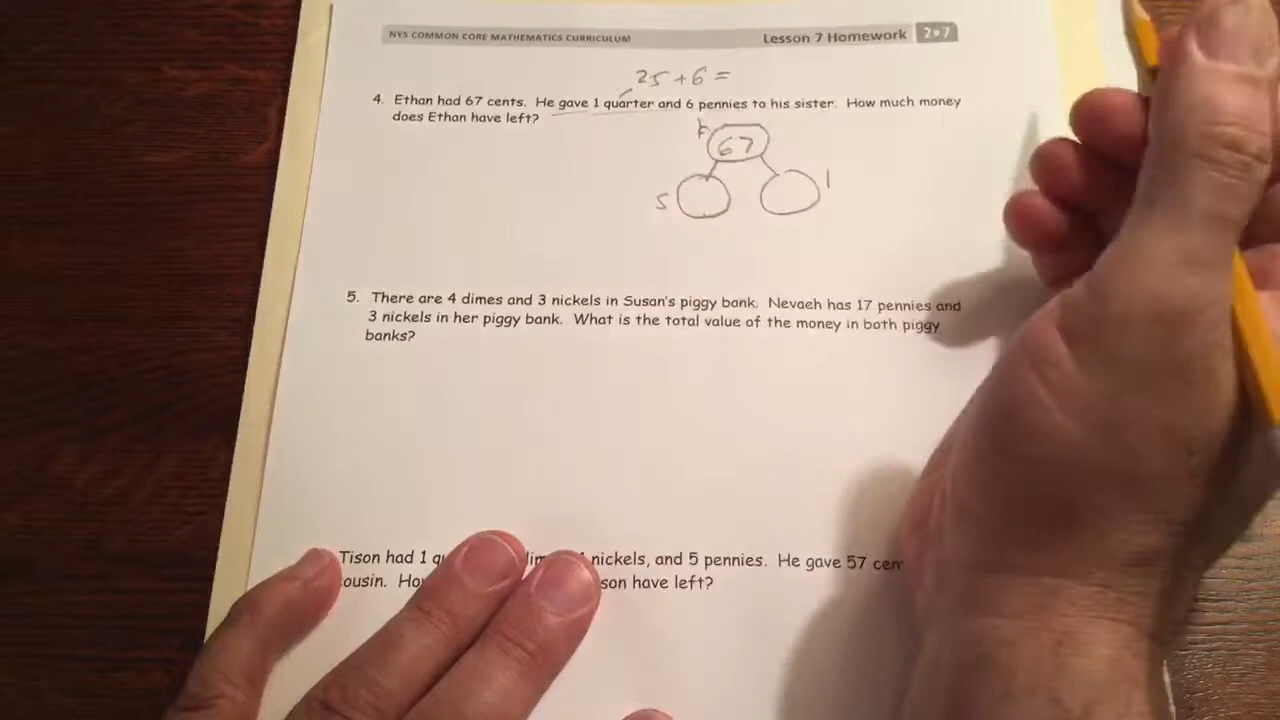 NYS COMMON CORE MATHEMATICS CURRICULUM
Lesson 7 Homework 2•7
25+6=
4. Ethan had 67 cents. He gave 1 quarter and 6 pennies to his sister. How much money
does Ethan have left?
67
S
5. There are 4 dimes and 3 nickels in Susan's piggy bank. Nevaeh has 17 pennies and
3 nickels in her piggy bank. What is the total value of the money in both piggy
banks?
Tison had 1 nickels, and 5 pennies. He gave 57
have left?